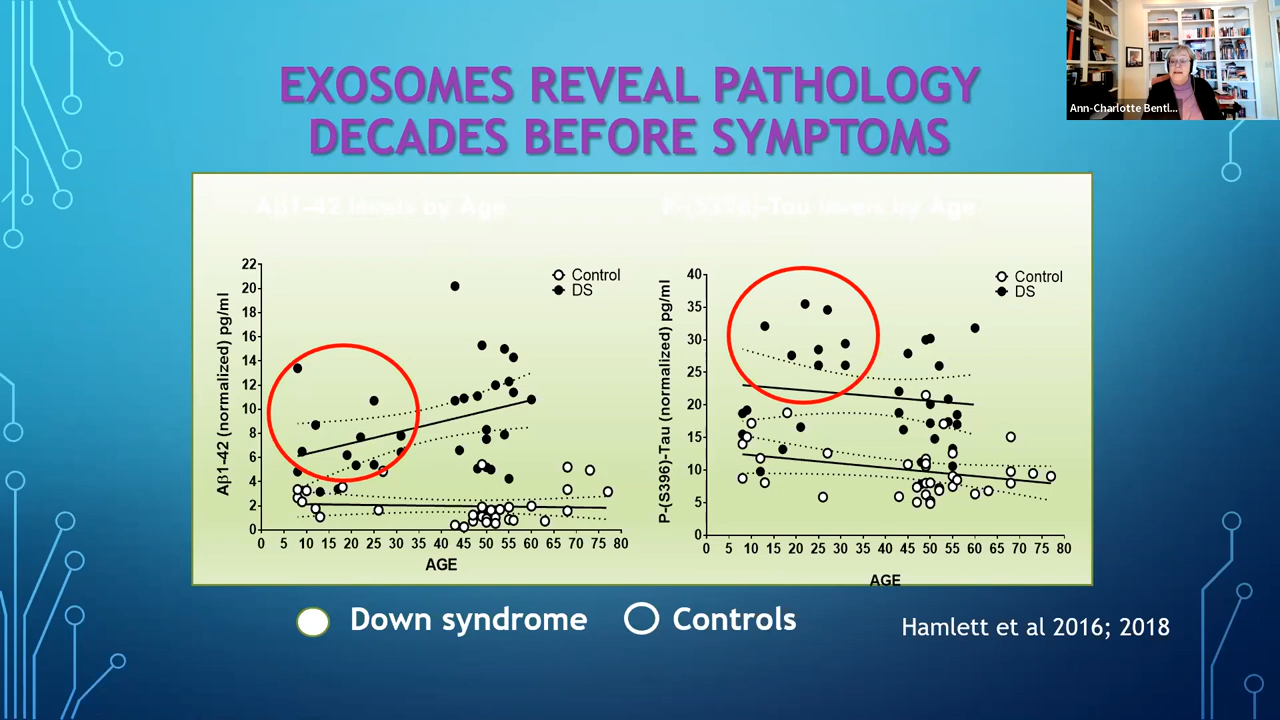 EXOSOMES REVEAL PATHOLOGY
DECADES BEFORE SYMPTOMS
Ann-Charlotte Bentl...
Aβ1-42 levels by Age
P-(S396)-Tau levels by Age
Aβ1-42 (normalized) pg/ml
22
20
18
16
14
12
10
8
6
4
2
0
Control
DS
0 5 10 15 20 25 30 35 40 45 50 55 60 65 70 75 80
AGE
P-(S396)-Tau (normalized) pg/ml
40
35
30
25
20
15
10
5
0
Control
DS
0 5 10 15 20 25 30 35 40 45 50 55 60 65 70 75 80
AGE
Down syndrome
Controls
Hamlett et al 2016; 2018